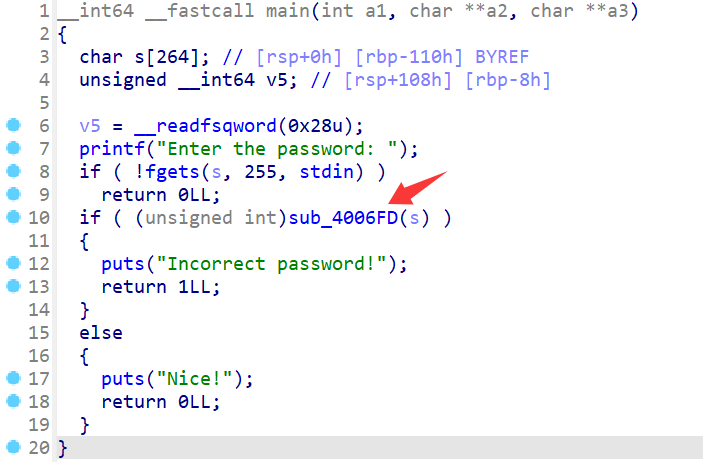 1 __int64 __fastcall main(int a1, char **a2, char **a3)
2 {
3   char s[264]; // [rsp+0h] [rbp-110h] BYREF
4   unsigned __int64 v5; // [rsp+108h] [rbp-8h]
5
6   v5 = __readfsqword(0x28u);
7   printf("Enter the password: ");
8   if ( !fgets(s, 255, stdin) )
9     return 0LL;
10   if ( (unsigned int)sub_4006FD(s) )
11   {
12     puts("Incorrect password!");
13     return 1LL;
14   }
15   else
16   {
17     puts("Nice!");
18     return 0LL;
19   }
20 }